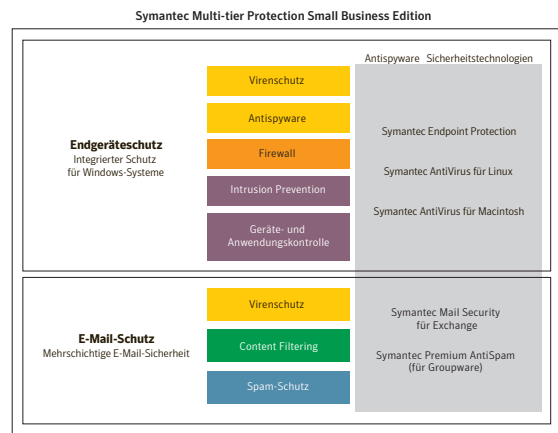 Symantec Multi-tier Protection Small Business Edition
Antispyware Sicherheitstechnologien
Endgeräteschutz
Integrierter Schutz
für Windows-Systeme
Virenschutz
Antispyware
Firewall
Intrusion Prevention
Geräte- und
Anwendungskontrolle
Symantec Endpoint Protection
Symantec AntiVirus für Linux
Symantec AntiVirus für Macintosh
E-Mail-Schutz
Mehrschichtige E-Mail-Sicherheit
Virenschutz
Content Filtering
Spam-Schutz
Symantec Mail Security
für Exchange
Symantec Premium AntiSpam
(für Groupware)